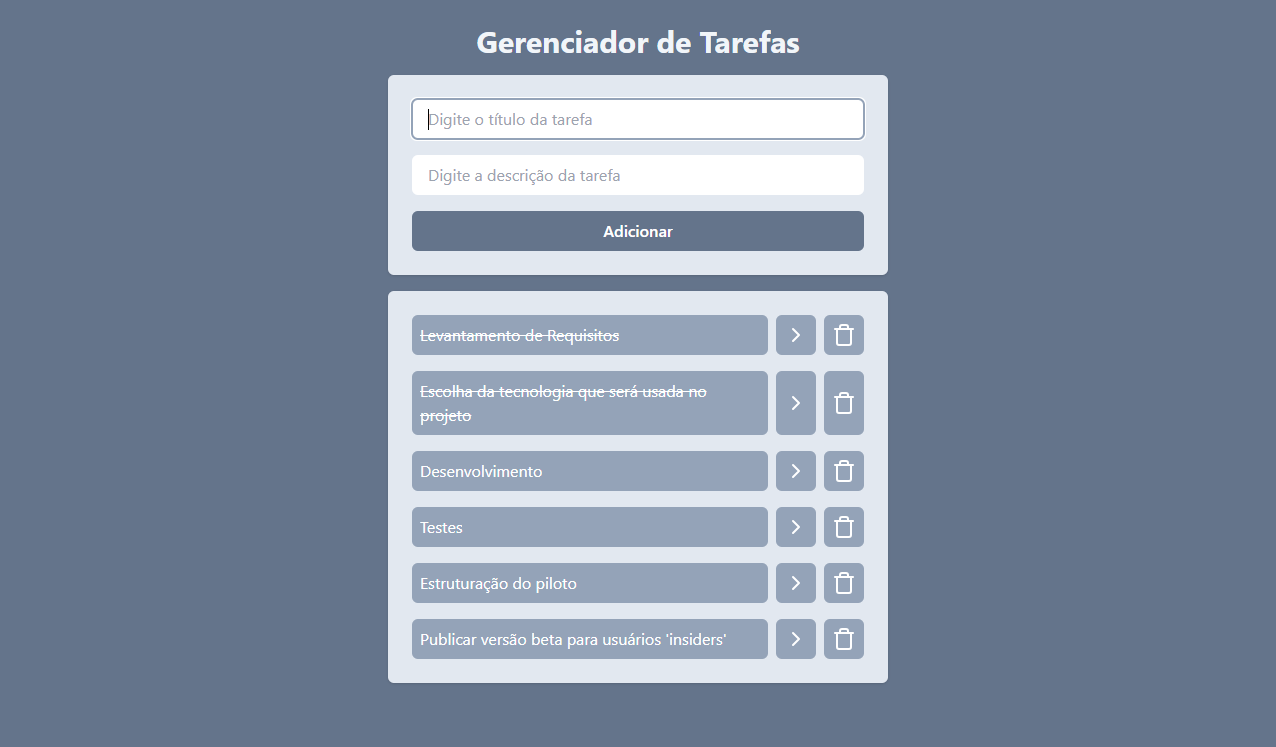 Gerenciador de Tarefas
Digite o título da tarefa
Digite a descrição da tarefa
Adicionar
Levantamento de Requisitos
Escolha da tecnologia que será usada no
projeto
Desenvolvimento
Testes
Estruturação do piloto
Publicar versão beta para usuários 'insiders'